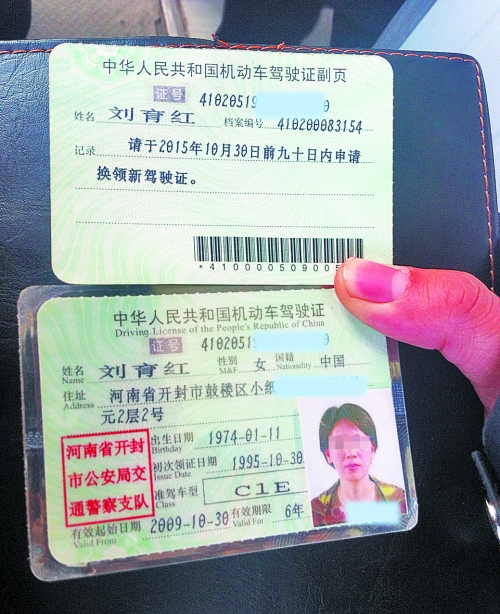 中华人民共和国机动车驾驶证副页
证号 41020519 0
姓名 刘育红 档案编号 410200083154
记录 请于2015年10月30日前九十日内申请
换领新驾驶证。
*410000509005
中华人民共和国机动车驾驶证
Driving License of the People's Republic of China
证号 41020519 0
姓名 刘育红 性别 女 国籍 中国
Name M&F Nationality
住址 河南省开封市鼓楼区小纸
Address
元2层2号
河南省开封
市公安局交
通警察支队
出生日期 1974-01-11
Birthday
初次领证日期 1995-10-30
Issue Date
准驾车型 C1E
Class
有效起始日期 2009-10-30 有效期限 6年
Valid From Valid For